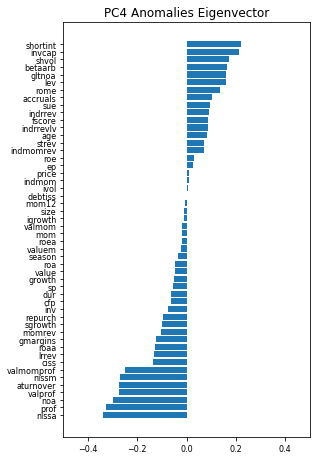 PC4 Anomalies Eigenvector
shortint
invcap
shvol
betaarb
gltnoa
lev
rome
accruals
sue
indrrev
fscore
indrrevlv
age
strev
indmomrev
roe
ep
price
indmom
ivol
debtiss
mom12
size
igrowth
valmom
mom
roea
valuem
season
roa
value
growth
sp
dur
cfp
inv
repurch
sgrowth
momrev
gmargins
roaa
lrrev
ciss
valmomprof
nissm
aturnover
valprof
noa
prof
nissa
−0.4 −0.2 0.0 0.2 0.4